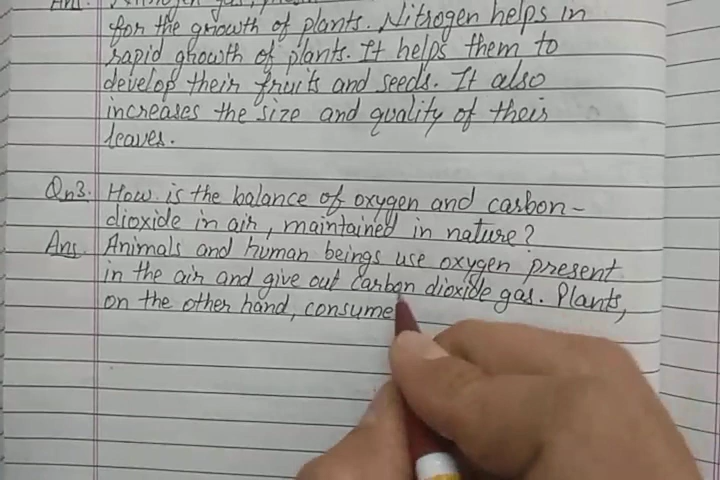 for the growth of plants. Nitrogen helps in
rapid growth of plants. It helps them to
develop their fruits and seeds. It also
increases the size and quality of their
leaves.
Qn3. How is the balance of oxygen and carbon-
dioxide in air, maintained in nature?
Ans. Animals and human beings use oxygen present
in the air and give out carbon dioxide gas. Plants,
on the other hand, consume